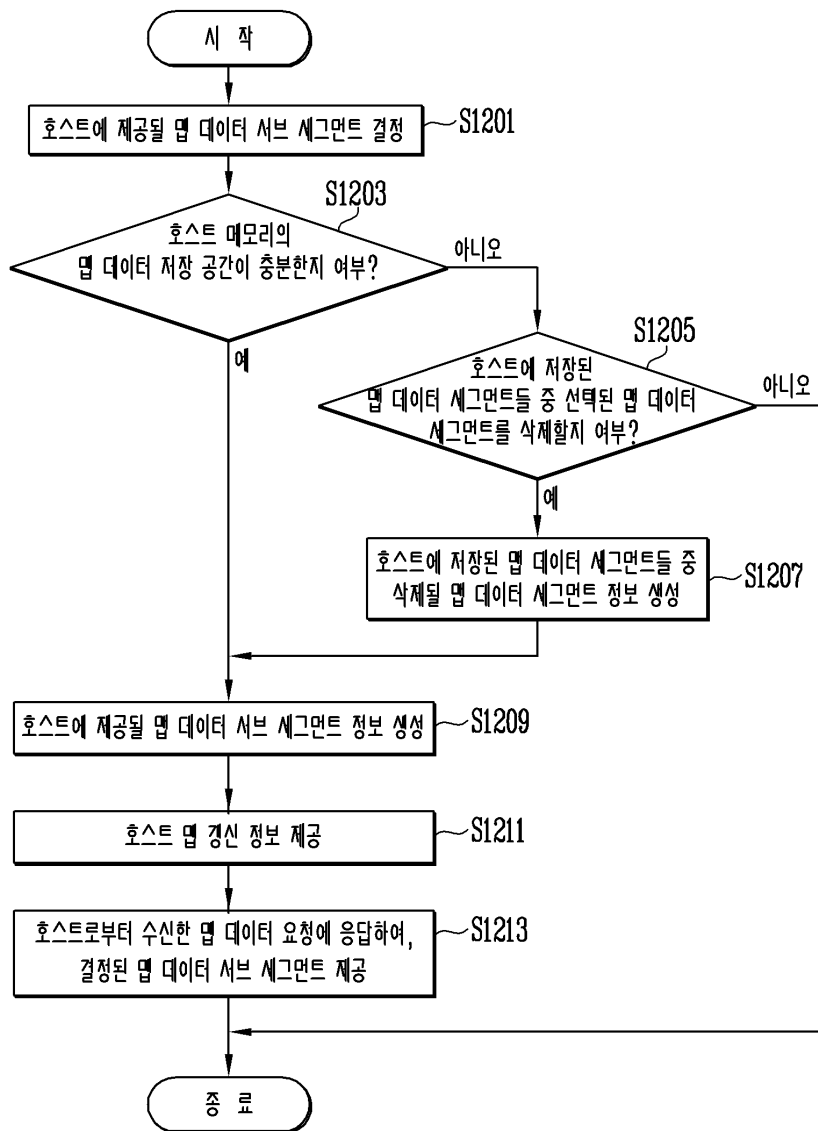 시 작
호스트에 제공될 맵 데이터 서브 세그먼트 결정
S1201
S1203
호스트 메모리의
맵 데이터 저장 공간이 충분한지 여부?
아니오
예
S1205
호스트에 저장된
맵 데이터 세그먼트들 중 선택된 맵 데이터
세그먼트를 삭제할지 여부?
아니오
예
호스트에 저장된 맵 데이터 세그먼트들 중
삭제될 맵 데이터 세그먼트 정보 생성
S1207
호스트에 제공될 맵 데이터 서브 세그먼트 정보 생성
S1209
호스트 맵 갱신 정보 제공
S1211
호스트로부터 수신한 맵 데이터 요청에 응답하여,
결정된 맵 데이터 서브 세그먼트 제공
S1213
종 료